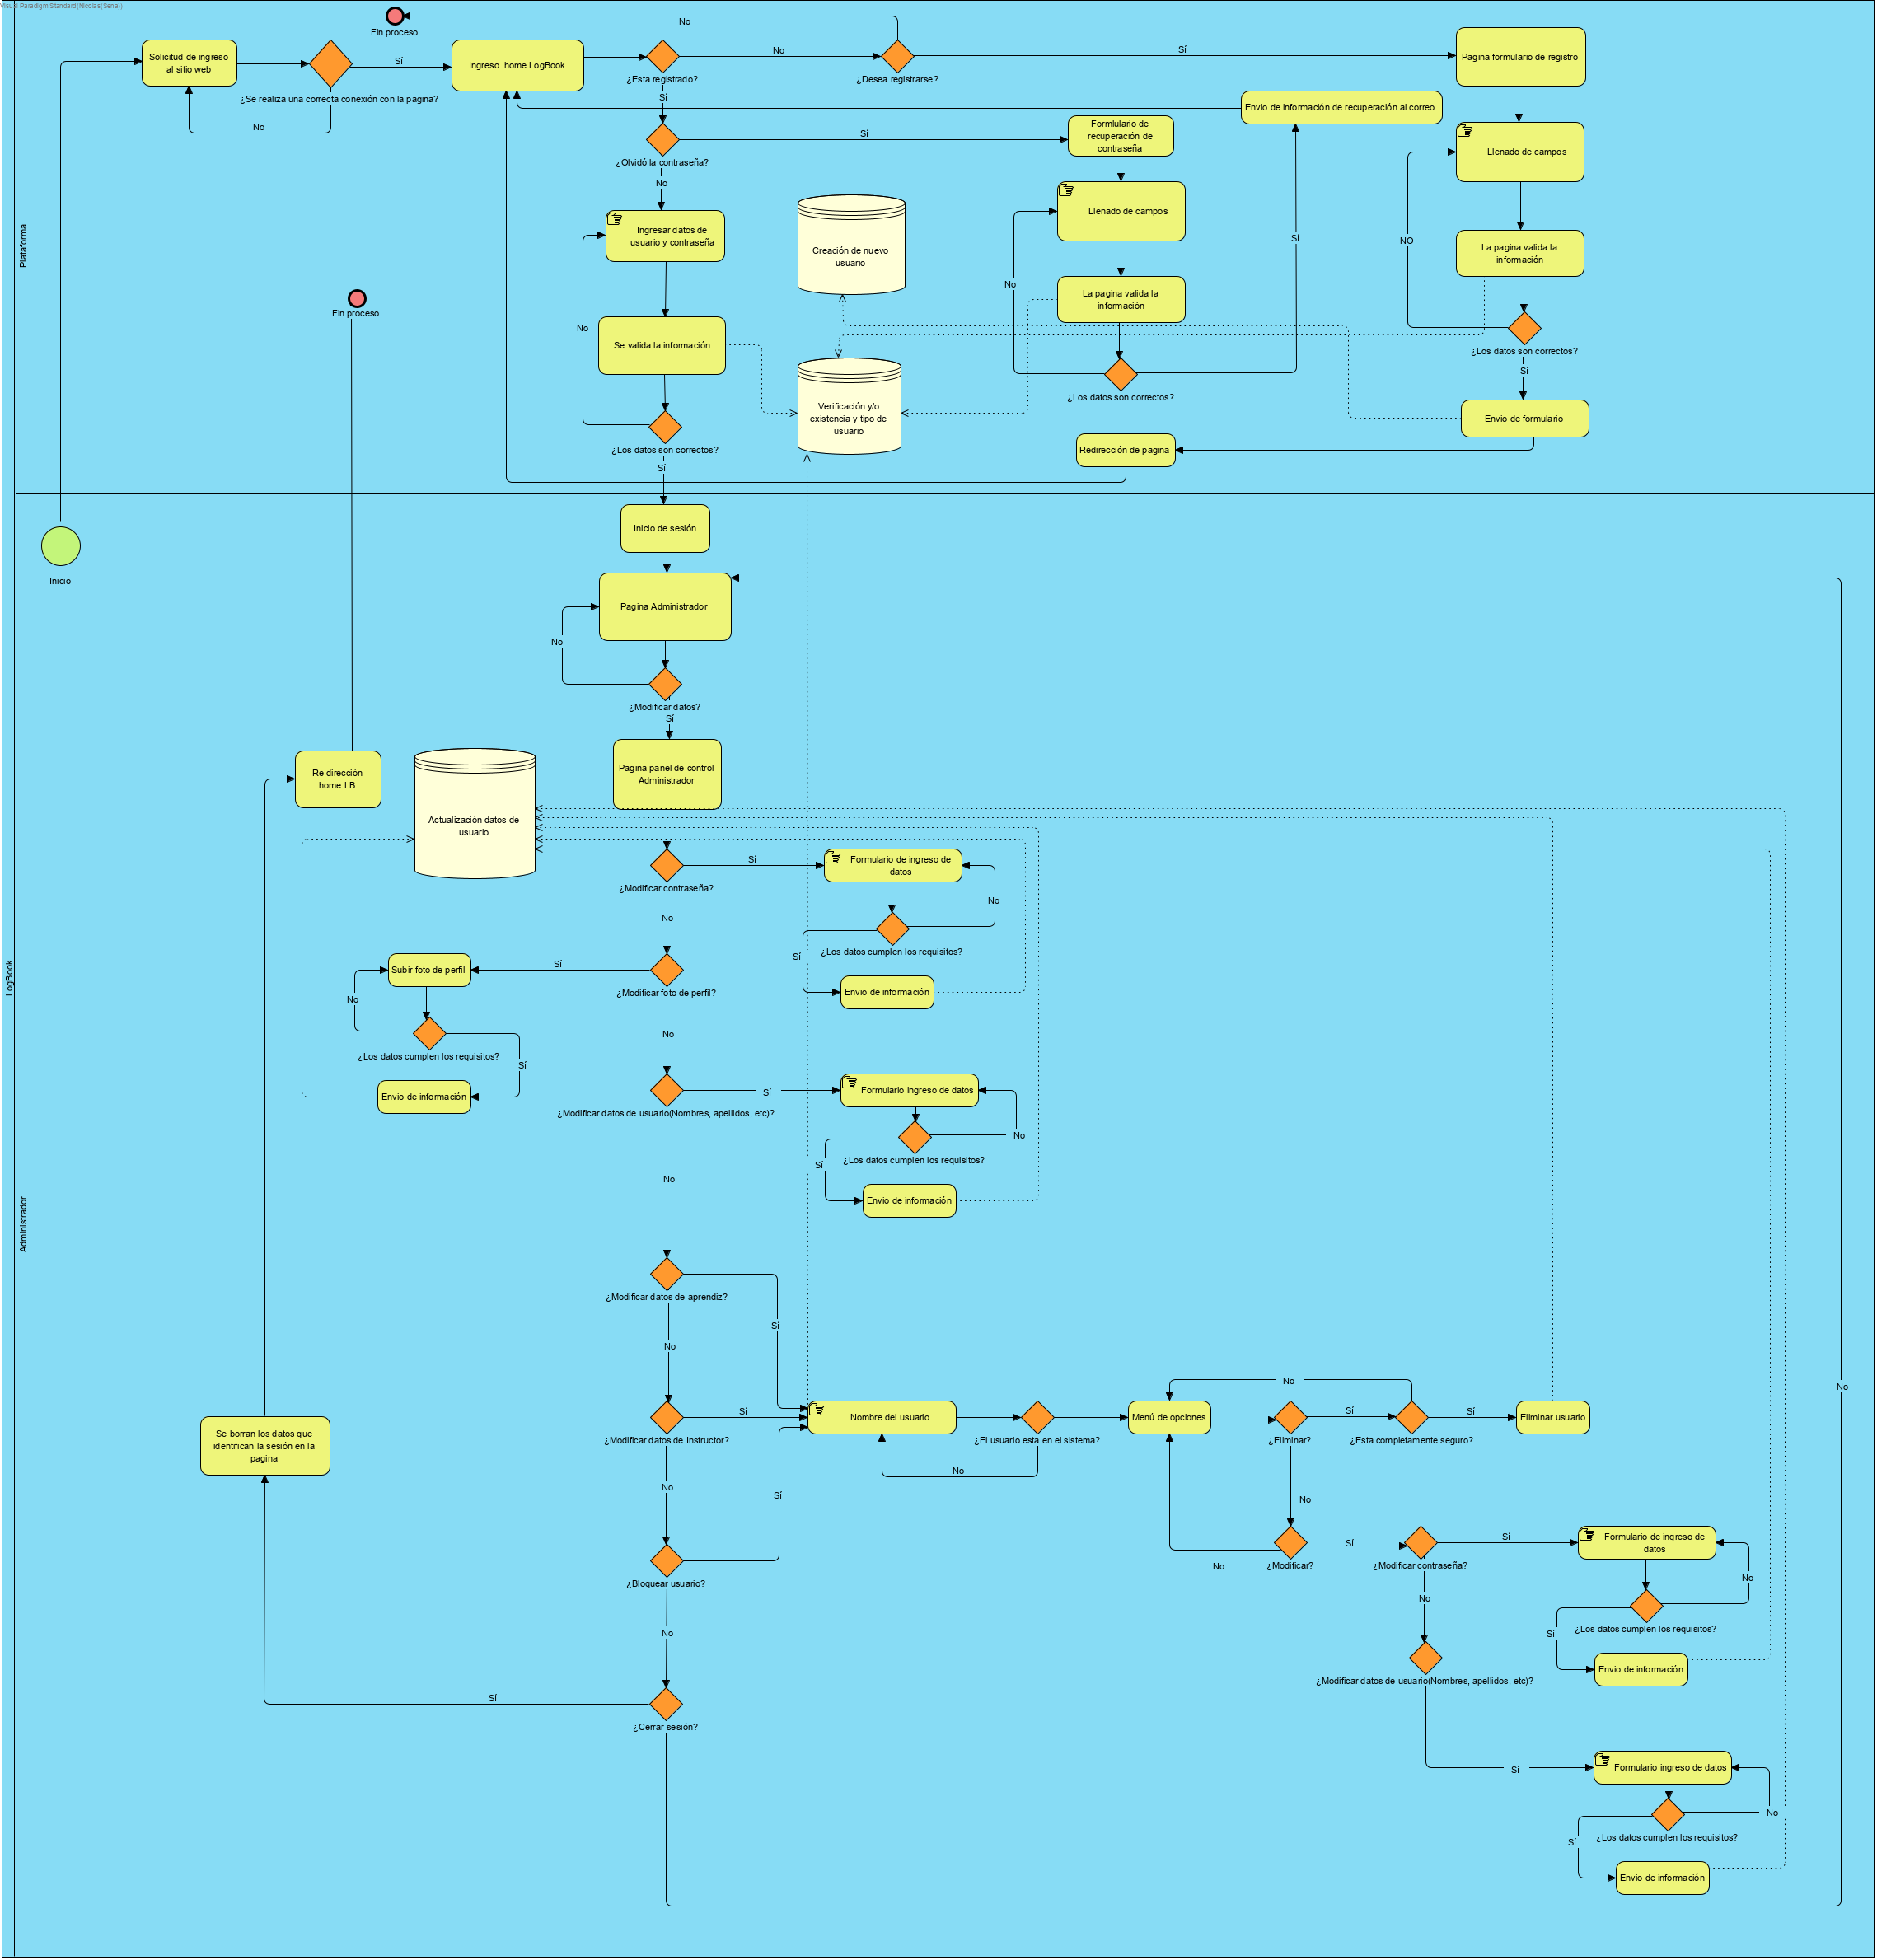 Visual Paradigm Standard(Nicolas(Sena))
Fin proceso
No
Solicitud de ingreso
al sitio web
Sí
¿Se realiza una correcta conexión con la pagina?
No
Ingreso home LogBook
¿Esta registrado?
No
¿Desea registrarse?
Sí
Pagina formulario de registro
Sí
Envio de información de recuperación al correo.
¿Olvidó la contraseña?
Sí
Formlulario de
recuperación de
contraseña
Llenado de campos
No
Ingresar datos de
usuario y contraseña
Llenado de campos
Creación de nuevo
usuario
Sí
NO
La pagina valida la
información
Plataforma
No
La pagina valida la
información
Fin proceso
No
Se valida la información
¿Los datos son correctos?
Sí
¿Los datos son correctos?
Verificación y/o
existencia y tipo de
usuario
Envio de formulario
¿Los datos son correctos?
Redirección de pagina
Sí
Inicio de sesión
Inicio
Pagina Administrador
No
¿Modificar datos?
Sí
Re dirección
home LB
Pagina panel de control
Administrador
Actualización datos de
usuario
¿Modificar contraseña?
Sí
Formulario de ingreso de
datos
No
No
¿Los datos cumplen los requisitos?
Sí
Envio de información
LogBook
Subir foto de perfil
Sí
¿Modificar foto de perfil?
No
¿Los datos cumplen los requisitos?
Sí
Envio de información
No
¿Modificar datos de usuario(Nombres, apellidos, etc)?
Sí
Formulario ingreso de datos
No
¿Los datos cumplen los requisitos?
Sí
Envio de información
No
Administrador
¿Modificar datos de aprendiz?
Sí
No
No
No
Se borran los datos que
identifican la sesión en la
pagina
¿Modificar datos de Instructor?
Sí
Nombre del usuario
¿El usuario esta en el sistema?
No
Menú de opciones
¿Eliminar?
Sí
¿Esta completamente seguro?
Sí
Eliminar usuario
No
Sí
No
¿Bloquear usuario?
No
¿Modificar?
Sí
¿Modificar contraseña?
Sí
Formulario de ingreso de
datos
No
No
No
¿Los datos cumplen los requisitos?
Sí
Envio de información
¿Modificar datos de usuario(Nombres, apellidos, etc)?
Sí
¿Cerrar sesión?
Sí
Formulario ingreso de datos
No
¿Los datos cumplen los requisitos?
Sí
Envio de información